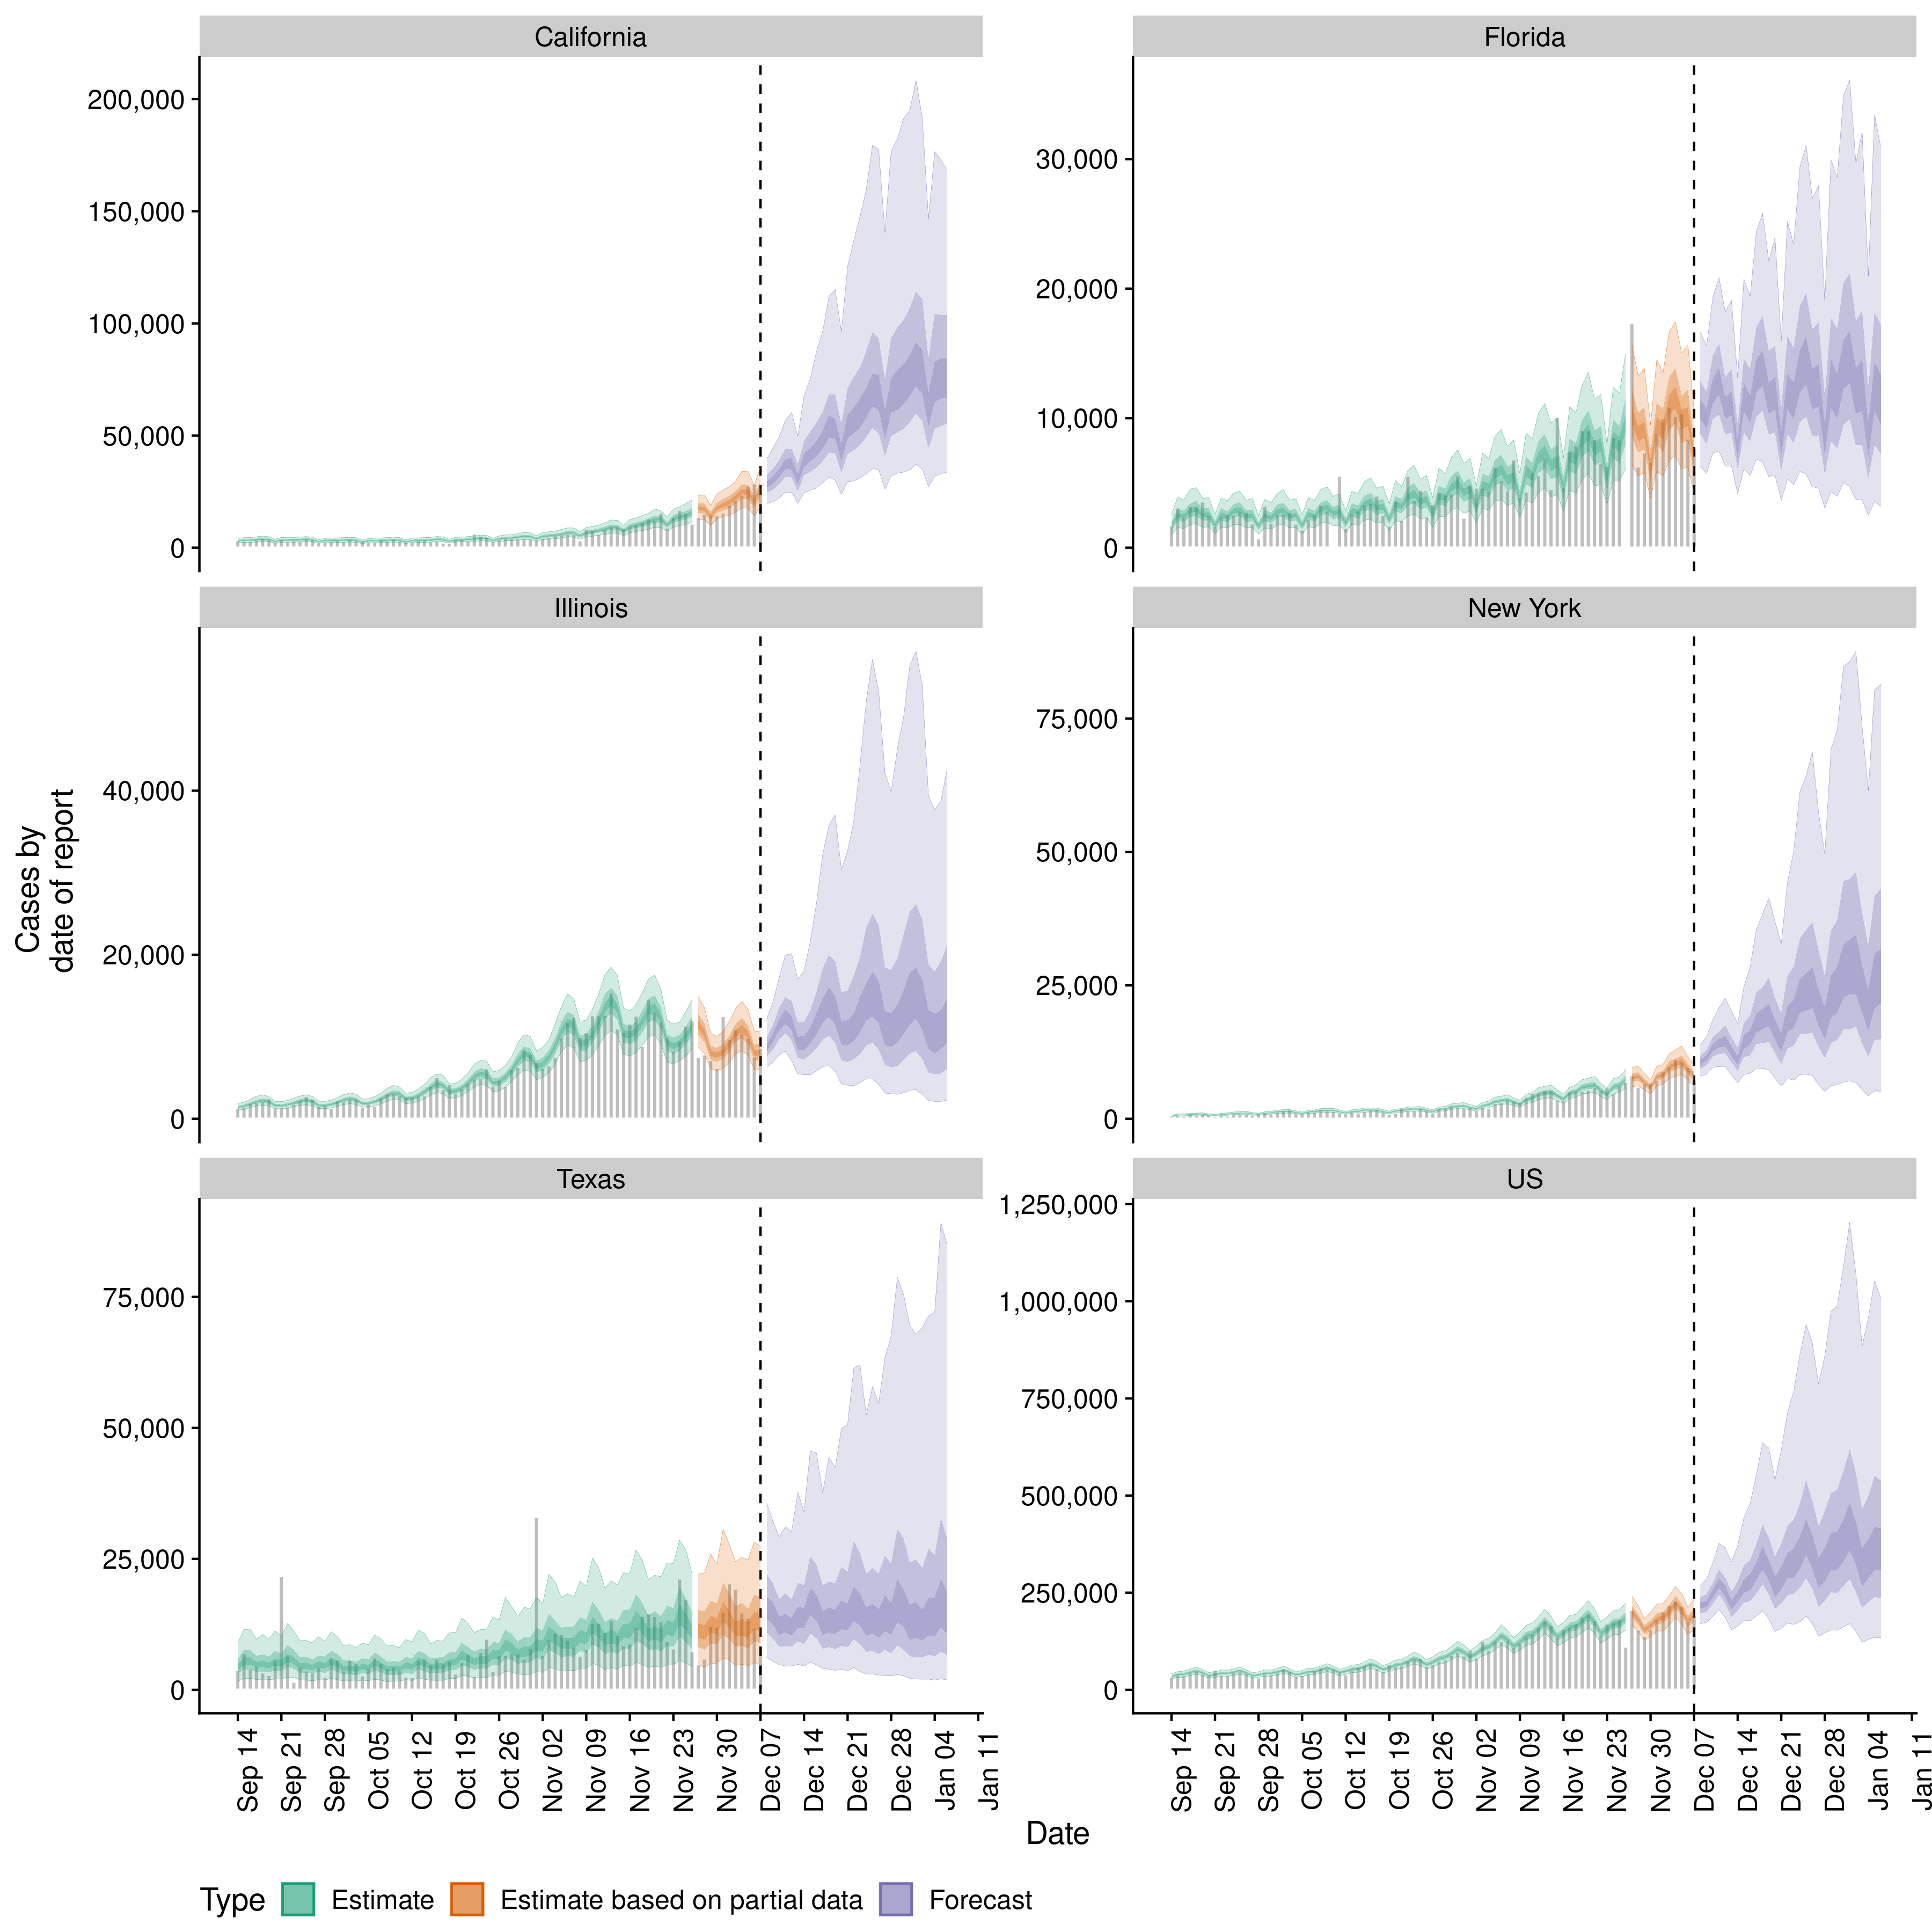 California
Florida
200,000
150,000
100,000
50,000
0
30,000
20,000
10,000
0
Illinois
New York
40,000
20,000
0
75,000
50,000
25,000
0
Texas
US
75,000
50,000
25,000
0
1,250,000
1,000,000
750,000
500,000
250,000
0
Cases by
date of report
Sep 14
Sep 21
Sep 28
Oct 05
Oct 12
Oct 19
Oct 26
Nov 02
Nov 09
Nov 16
Nov 23
Nov 30
Dec 07
Dec 14
Dec 21
Dec 28
Jan 04
Jan 11
Sep 14
Sep 21
Sep 28
Oct 05
Oct 12
Oct 19
Oct 26
Nov 02
Nov 09
Nov 16
Nov 23
Nov 30
Dec 07
Dec 14
Dec 21
Dec 28
Jan 04
Jan 11
Date
Type Estimate Estimate based on partial data Forecast